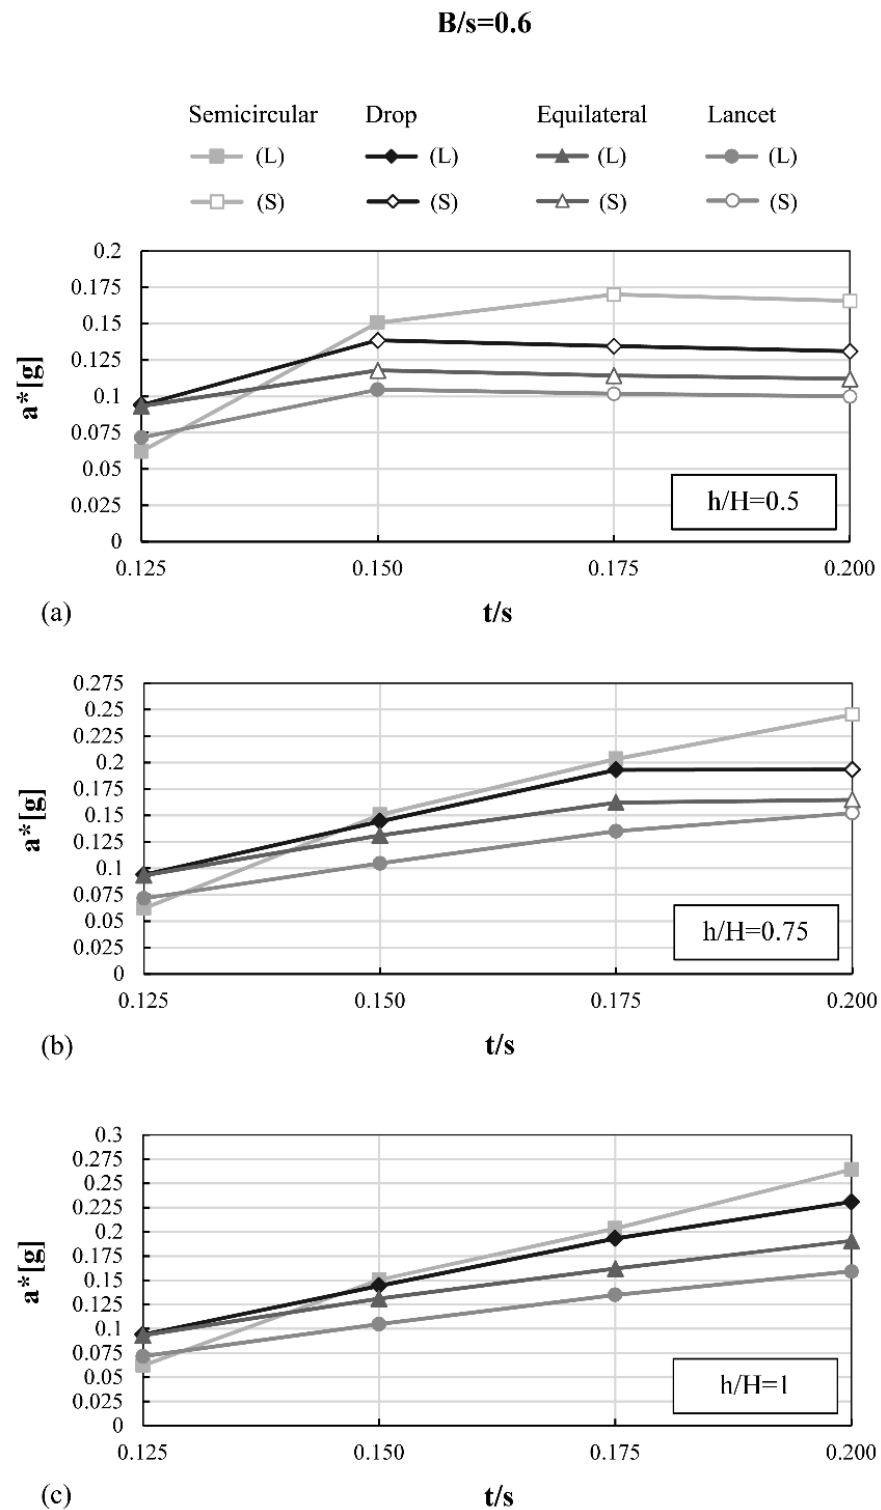 B/s=0.6
Semicircular Drop Equilateral Lancet
(L) (L) (L) (L)
(S) (S) (S) (S)
0.2
0.175
0.15
0.125
0.1
0.075
0.05
0.025
0
a*[g]
h/H=0.5
0.125 0.150 0.175 0.200
(a) t/s
0.275
0.25
0.225
0.2
0.175
0.15
0.125
0.1
0.075
0.05
0.025
0
a*[g]
h/H=0.75
0.125 0.150 0.175 0.200
(b) t/s
0.3
0.275
0.25
0.225
0.2
0.175
0.15
0.125
0.1
0.075
0.05
0.025
0
a*[g]
h/H=1
0.125 0.150 0.175 0.200
(c) t/s